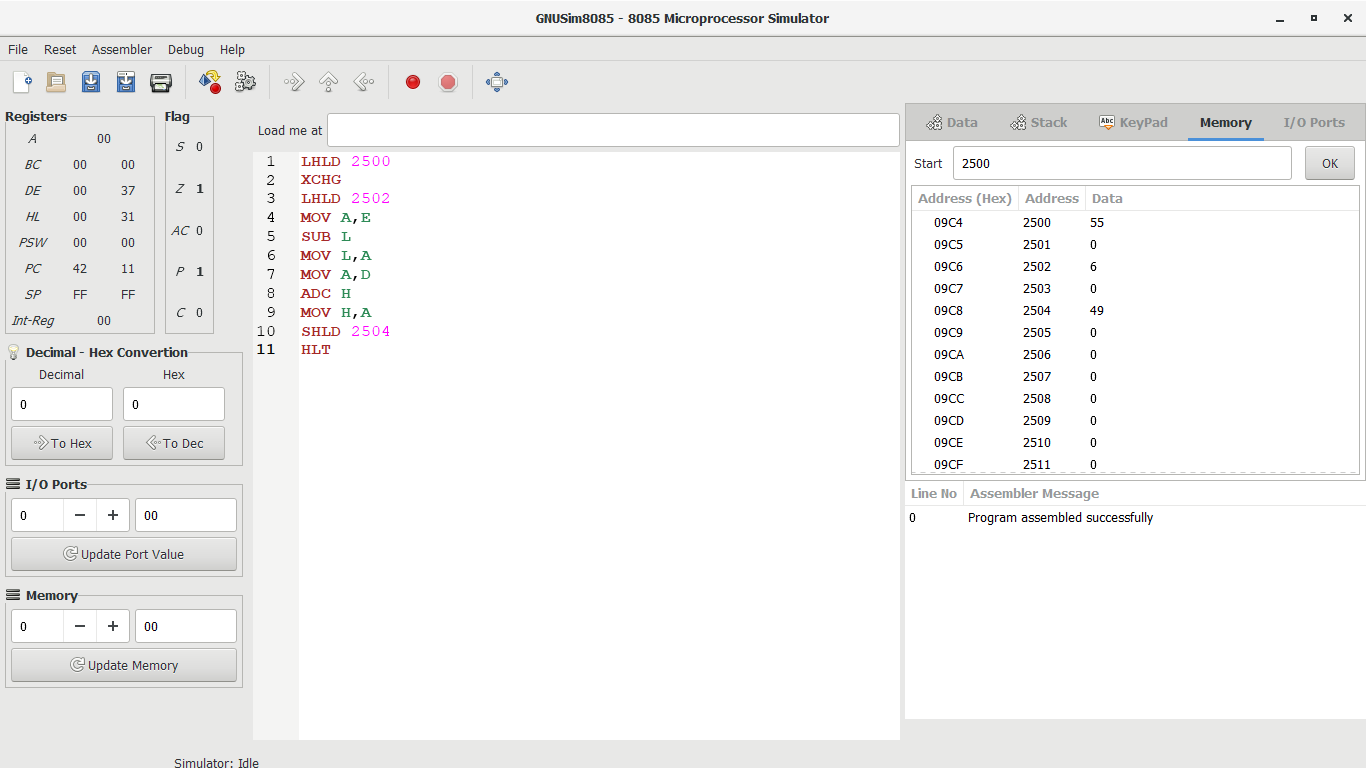 GNUSim8085 - 8085 Microprocessor Simulator
File Reset Assembler Debug Help
Registers
A 00
BC 00 00
DE 00 37
HL 00 31
PSW 00 00
PC 42 11
SP FF FF
Int-Reg 00
Flag
S 0
Z 1
AC 0
P 1
C 0
Decimal - Hex Convertion
Decimal Hex
0 0
To Hex To Dec
I/O Ports
0 00
Update Port Value
Memory
0 00
Update Memory
Load me at
1 LHLD 2500
2 XCHG
3 LHLD 2502
4 MOV A,E
5 SUB L
6 MOV L,A
7 MOV A,D
8 ADC H
9 MOV H,A
10 SHLD 2504
11 HLT
Data Stack Abc KeyPad Memory I/O Ports
Start 2500 OK
Address (Hex) Address Data
09C4 2500 55
09C5 2501 0
09C6 2502 6
09C7 2503 0
09C8 2504 49
09C9 2505 0
09CA 2506 0
09CB 2507 0
09CC 2508 0
09CD 2509 0
09CE 2510 0
09CF 2511 0
Line No Assembler Message
0 Program assembled successfully
Simulator: Idle